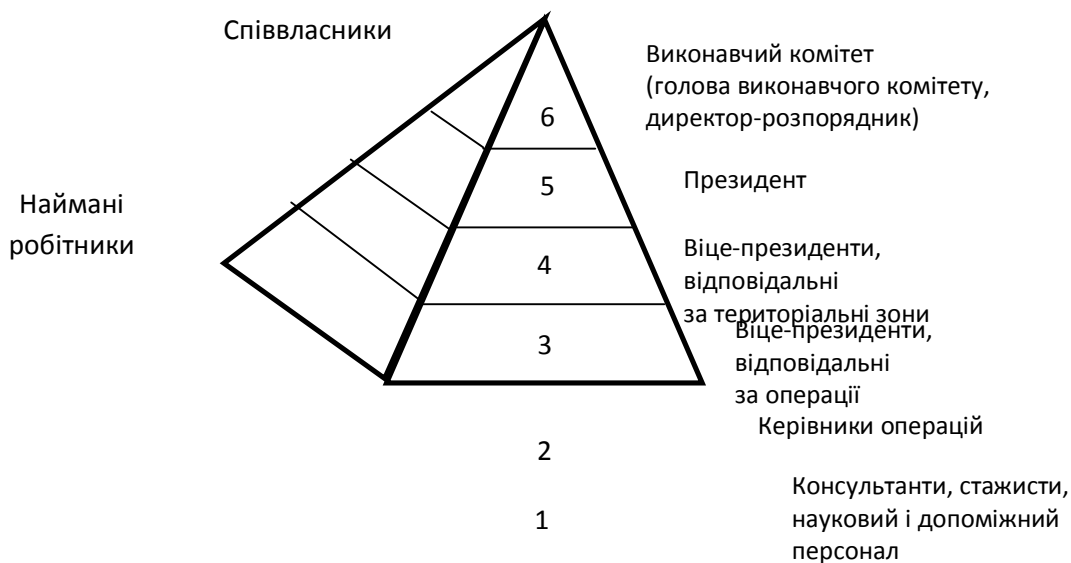 Співвласники
Виконавчий комітет
(голова виконавчого комітету,
директор-розпорядник)
6
Президент
5
Наймані
робітники
Віце-президенти,
відповідальні
за територіальні зони
4
Віце-президенти,
відповідальні
за операції
3
Керівники операцій
2
Консультанти, стажисти,
науковий і допоміжний
персонал
1